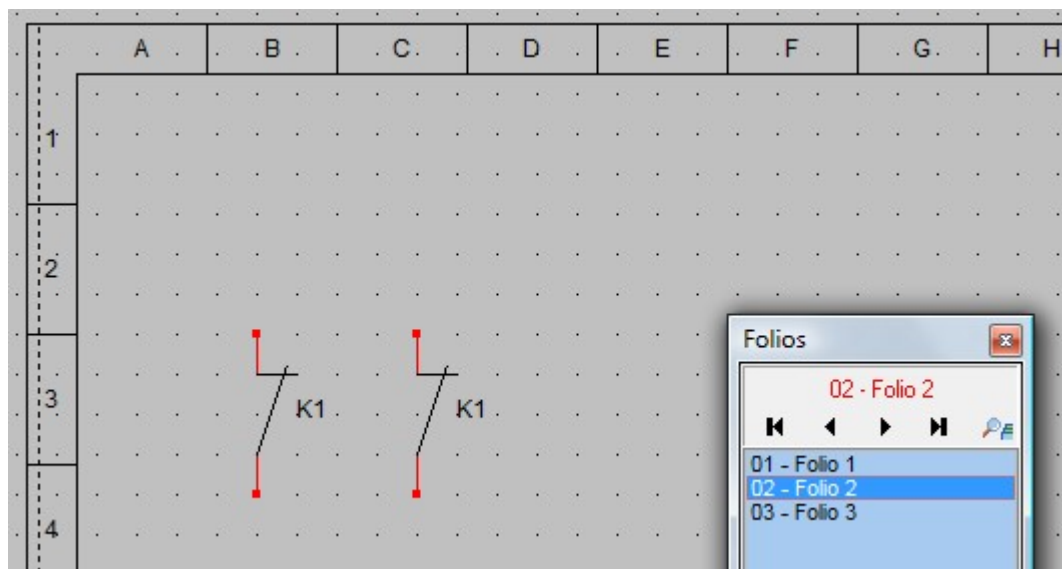 A B C D E F G H
1
2
3
K1 K1
4
Folios
02 - Folio 2
01 - Folio 1
02 - Folio 2
03 - Folio 3